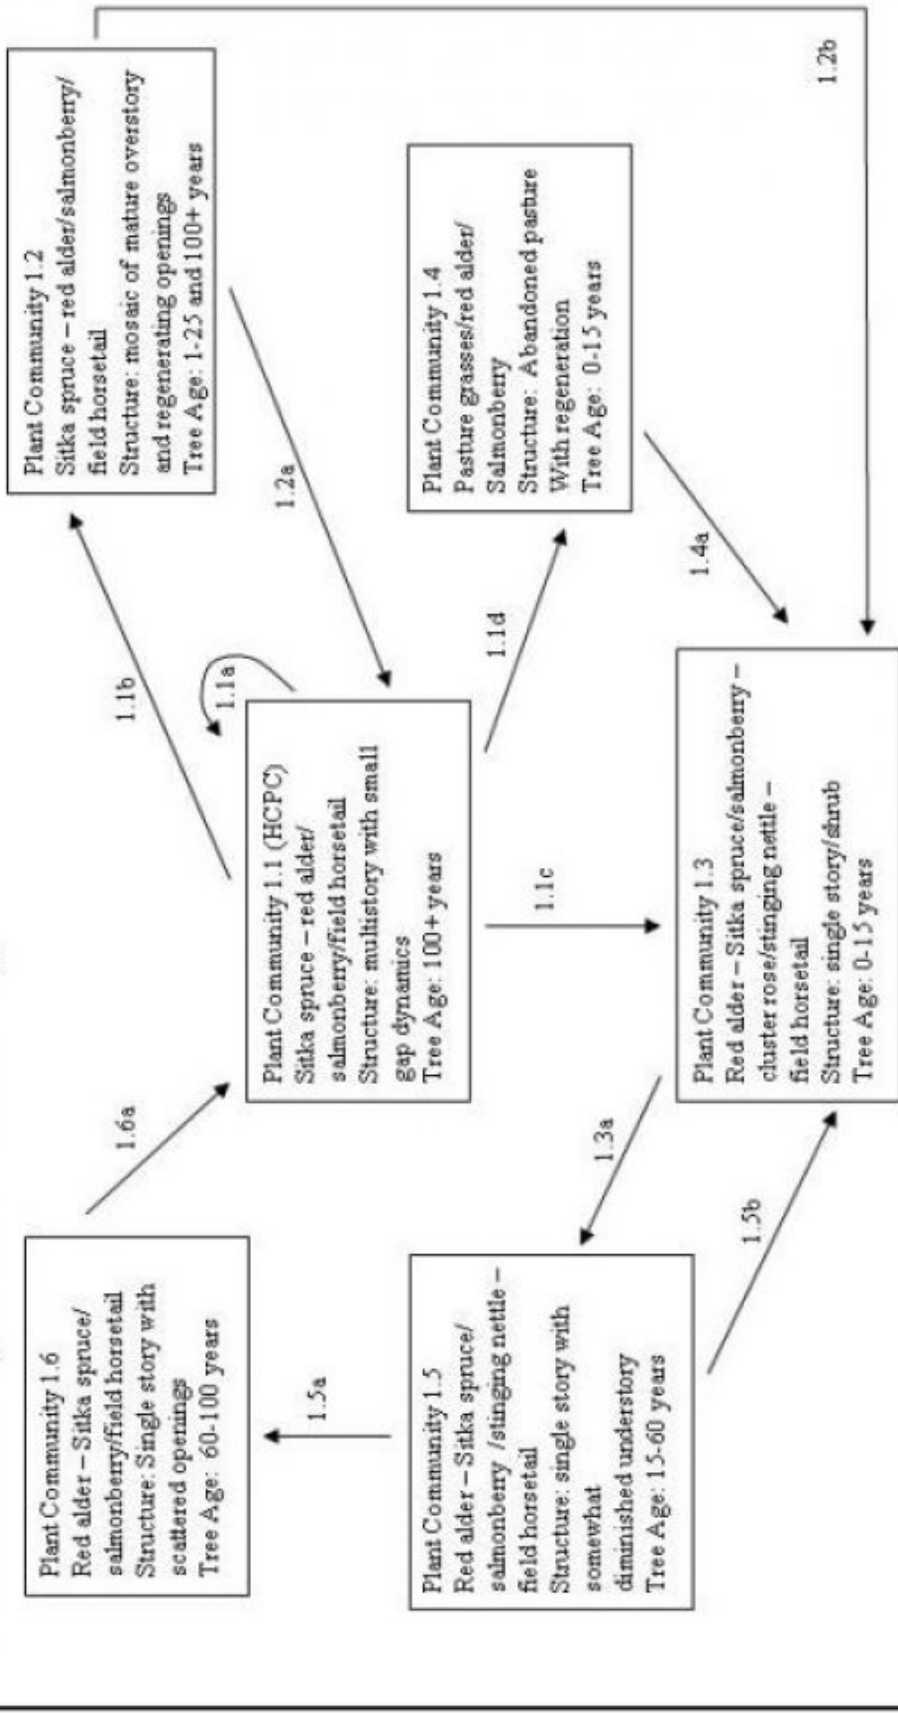 Plant Community 1.6
Red alder – Sitka spruce/
salmonberry/field horsetail
Structure: Single story with
scattered openings
Tree Age: 60-100 years
1.6a
1.1b
Plant Community 1.2
Sitka spruce – red alder/salmonberry/
field horsetail
Structure: mosaic of mature overstory
and regenerating openings
Tree Age: 1-25 and 100+ years
1.2a
1.1a
Plant Community 1.1 (HCPC)
Sitka spruce – red alder/
salmonberry/field horsetail
Structure: multistory with small
gap dynamics
Tree Age: 100+ years
1.5a
1.1c
1.1d
Plant Community 1.4
Pasture grasses/red alder/
Salmonberry
Structure: Abandoned pasture
With regeneration
Tree Age: 0-15 years
1.4a
Plant Community 1.5
Red alder – Sitka spruce/
salmonberry /stinging nettle –
field horsetail
Structure: single story with
somewhat
diminished understory
Tree Age: 15-60 years
1.3a
1.5b
Plant Community 1.3
Red alder – Sitka spruce/salmonberry –
cluster rose/stinging nettle –
field horsetail
Structure: single story/shrub
Tree Age: 0-15 years
1.2b